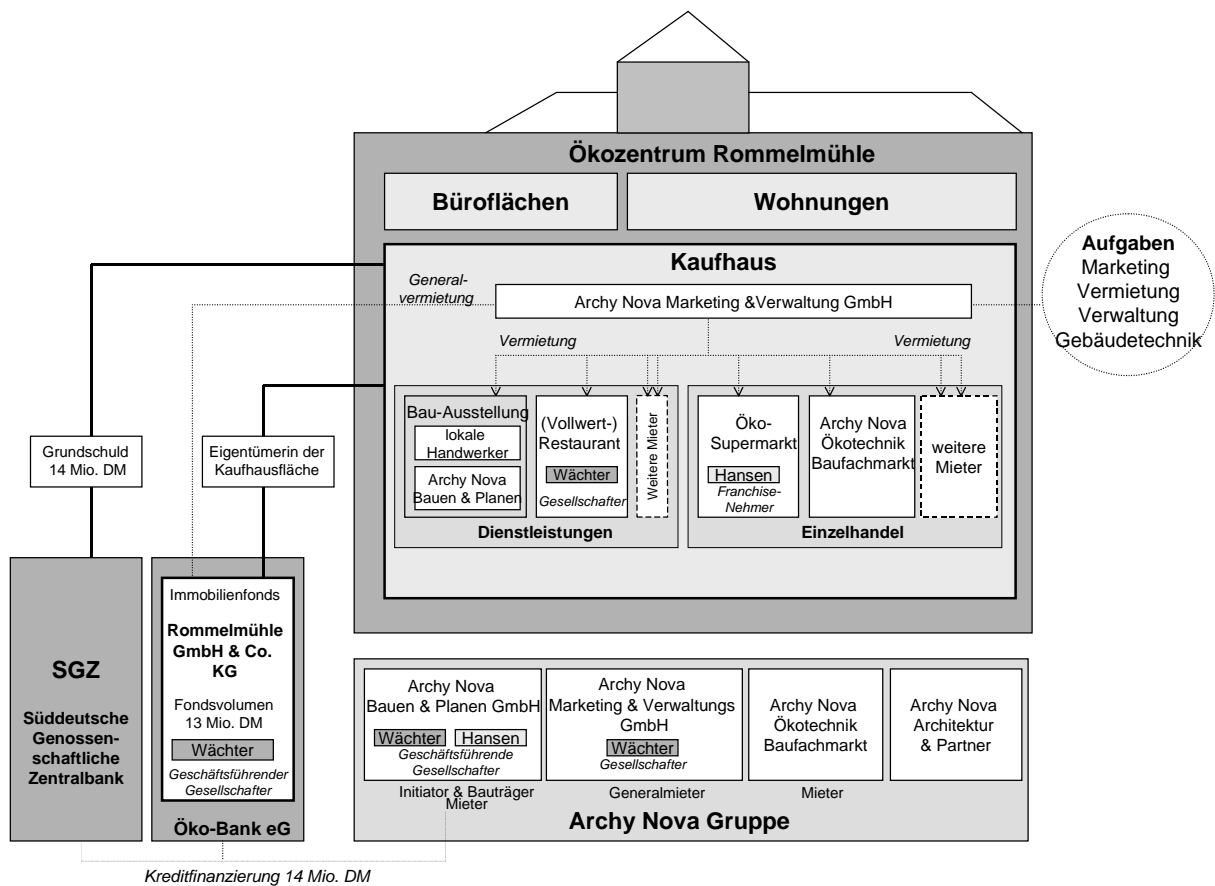 Ökozentrum Rommelmühle
Büroflächen
Wohnungen
Kaufhaus
General-
vermietung
Archy Nova Marketing &Verwaltung GmbH
Aufgaben
Marketing
Vermietung
Verwaltung
Gebäudetechnik
Vermietung
Vermietung
Bau-Ausstellung
lokale
Handwerker
Archy Nova
Bauen & Planen
(Vollwert-)
Restaurant
Wächter
Gesellschafter
Weitere Mieter
Dienstleistungen
Öko-
Supermarkt
Hansen
Franchise-
Nehmer
Archy Nova
Ökotechnik
Baufachmarkt
weitere
Mieter
Einzelhandel
Grundschuld
14 Mio. DM
Eigentümerin der
Kaufhausfläche
SGZ
Süddeutsche
Genossen-
schaftliche
Zentralbank
Immobilienfonds
Rommelmühle
GmbH & Co.
KG
Fondsvolumen
13 Mio. DM
Wächter
Geschäftsführender
Gesellschafter
Öko-Bank eG
Archy Nova
Bauen & Planen GmbH
Wächter
Hansen
Geschäftsführende
Gesellschafter
Initiator & Bauträger
Mieter
Archy Nova
Marketing & Verwaltungs
GmbH
Wächter
Gesellschafter
Generalmieter
Archy Nova
Ökotechnik
Baufachmarkt
Mieter
Archy Nova
Architektur
& Partner
Archy Nova Gruppe
Kreditfinanzierung 14 Mio. DM